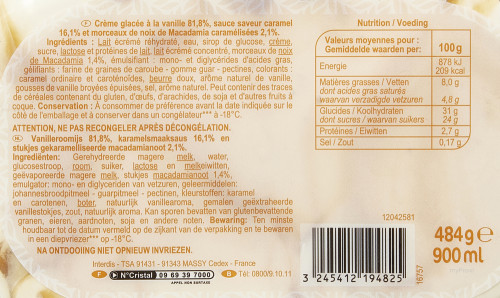 Crème glacée à la vanille 81,8%, sauce saveur caramel
16,1% et morceaux de noix de Macadamia caramélisées 2,1%.
Ingrédients : Lait écrémé réhydraté, eau, sirop de glucose, crème,
sucre, lactose et protéines de lait, lait écrémé concentré, morceaux de noix
de Macadamia 1,4%, émulsifiant : mono- et diglycérides d'acides gras,
gélifiants : farine de graines de caroube - gomme guar - pectines, colorants :
caramel ordinaire et caroténoïdes, beurre doux, arôme naturel de vanille,
gousses de vanille broyées épuisées, sel, arôme naturel. Peut contenir des traces
de céréales contenant du gluten, d'œufs, d'arachides, de soja et d'autres fruits à
coque. Conservation : A consommer de préférence avant la date indiquée sur le
côté de l'emballage et à conserver dans un congélateur*** à -18°C.
ATTENTION, NE PAS RECONGELER APRÈS DÉCONGÉLATION.
Vanilleroomijs 81,8%, karamelsmaaksaus 16,1% en
stukjes gekaramelliseerde macadamianoot 2,1%.
Ingrediënten: Gerehydreerde magere melk, water,
glucosestroop, room, suiker, lactose en melkeiwitten,
geëvaporeerde magere melk, stukjes macadamianoot 1,4%,
emulgator: mono- en diglyceriden van vetzuren, geleermiddelen:
johannesbroodpitmeel - guarpitmeel - pectinen, kleurstoffen: karamel
en carotenen, boter, natuurlijk vanillearoma, gemalen geëxtraheerde
vanillestokjes, zout, natuurlijk aroma. Kan sporen bevatten van glutenbevattende
granen, eieren, aardnoten, soja en andere noten. Bewaring: Ten minste
houdbaar tot de datum vermeld op de zijkant van de verpakking en te bewaren
in een diepvriezer*** op -18°C.
NA ONTDOOIING NIET OPNIEUW INVRIEZEN.
Interdis - TSA 91431 - 91343 MASSY Cedex - France
F N°Cristal 09 69 39 7000 B Tél: 0800/9.10.11
APPEL NON SURTAXÉ
Nutrition / Voeding
Valeurs moyennes pour :
Gemiddelde waarden per: 100 g
Energie 878 kJ
209 kcal
Matières grasses / Vetten 8,0 g
dont acides gras saturés
waarvan verzadigde vetzuren 4,8 g
Glucides / Koolhydraten 31 g
dont sucres / waarvan suikers 24 g
Protéines / Eiwitten 2,7 g
Sel / Zout 0,17 g
12042581
484g e
900ml
16757
3 245412 194825